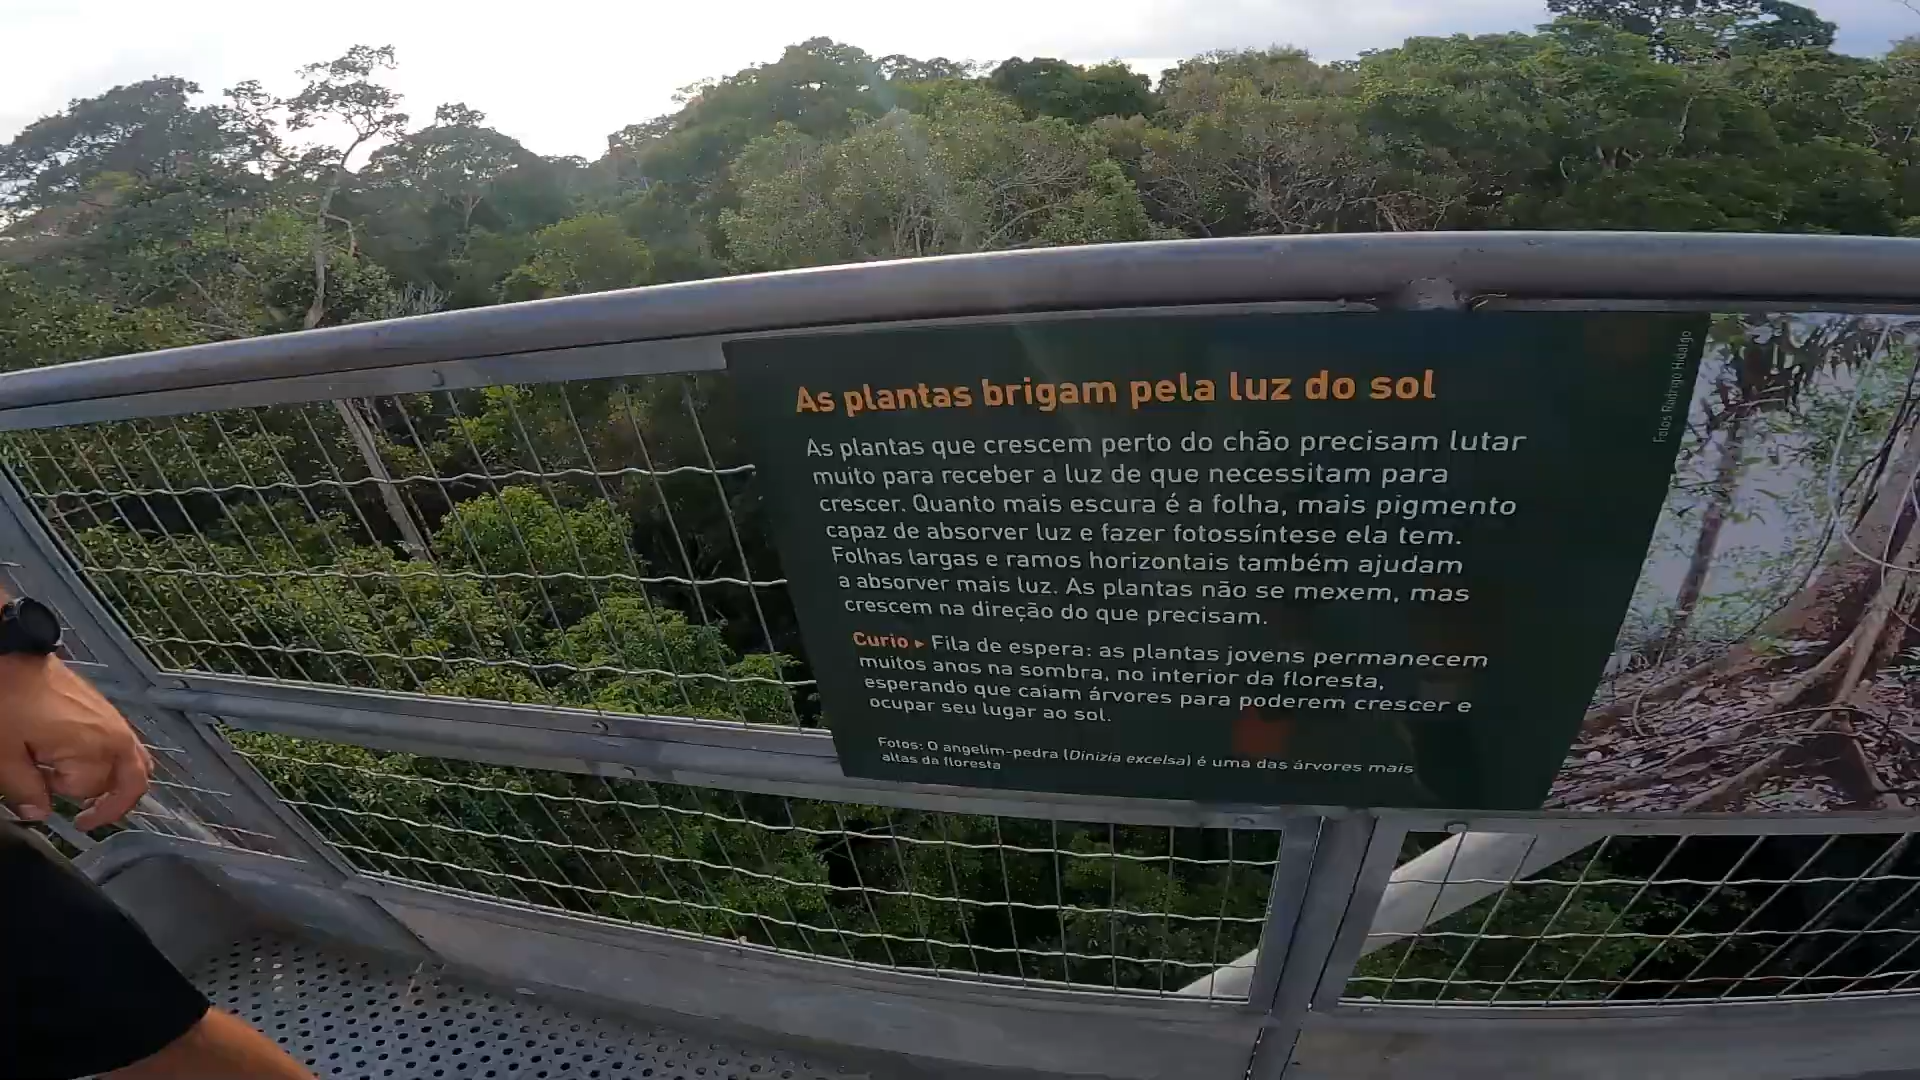 As plantas brigam pela luz do sol
As plantas que crescem perto do chão precisam lutar
muito para receber a luz de que necessitam para
crescer. Quanto mais escura é a folha, mais pigmento
capaz de absorver luz e fazer fotossíntese ela tem.
Folhas largas e ramos horizontais também ajudam
a absorver mais luz. As plantas não se mexem, mas
crescem na direção do que precisam.
Curio ▸ Fila de espera: as plantas jovens permanecem
muitos anos na sombra, no interior da floresta,
esperando que caiam árvores para poderem crescer e
ocupar seu lugar ao sol.
Fotos: O angelim-pedra (Dinizia excelsa) é uma das árvores mais
altas da floresta
Fotos Rodrigo Hidalgo